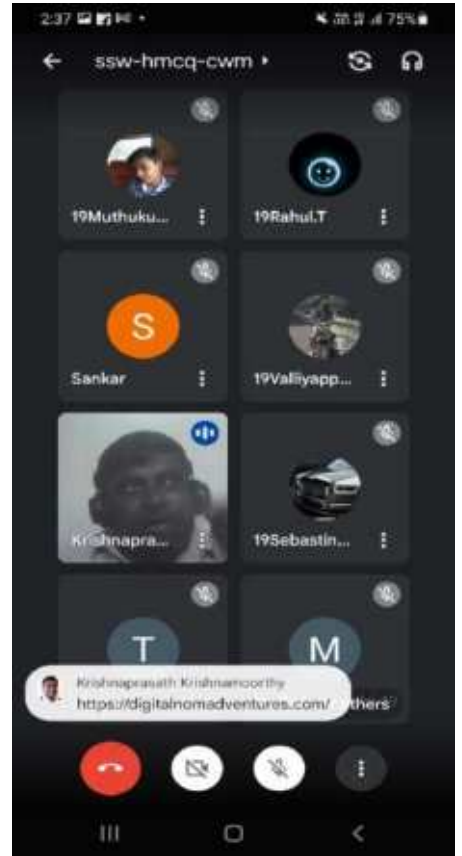 2:37
75%
ssw-hmcq-cwm
19Muthuku...
19Rahul.T
S
Sankar
19Valliyapp...
Krishnapra...
19Sebastin...
T
M
Krishnaprasath Krishnamoorthy
https://digitalnomadventures.com/
thers